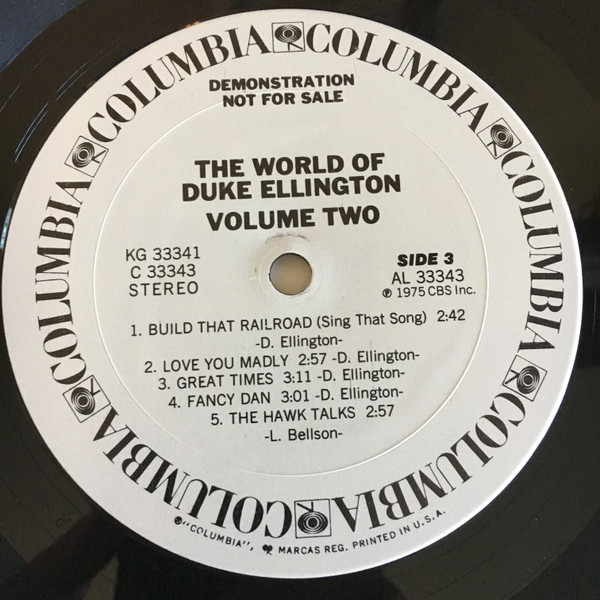 COLUMBIA COLUMBIA COLUMBIA COLUMBIA COLUMBIA COLUMBIA COLUMBIA
DEMONSTRATION
NOT FOR SALE
THE WORLD OF
DUKE ELLINGTON
VOLUME TWO
KG 33341
C 33343
STEREO
SIDE 3
AL 33343
℗ 1975 CBS Inc.
1. BUILD THAT RAILROAD (Sing That Song) 2:42
-D. Ellington-
2. LOVE YOU MADLY 2:57 -D. Ellington-
3. GREAT TIMES 3:11 -D. Ellington-
4. FANCY DAN 3:01 -D. Ellington-
5. THE HAWK TALKS 2:57
-L. Bellson-
®"COLUMBIA", MARCAS REG. PRINTED IN U.S.A.